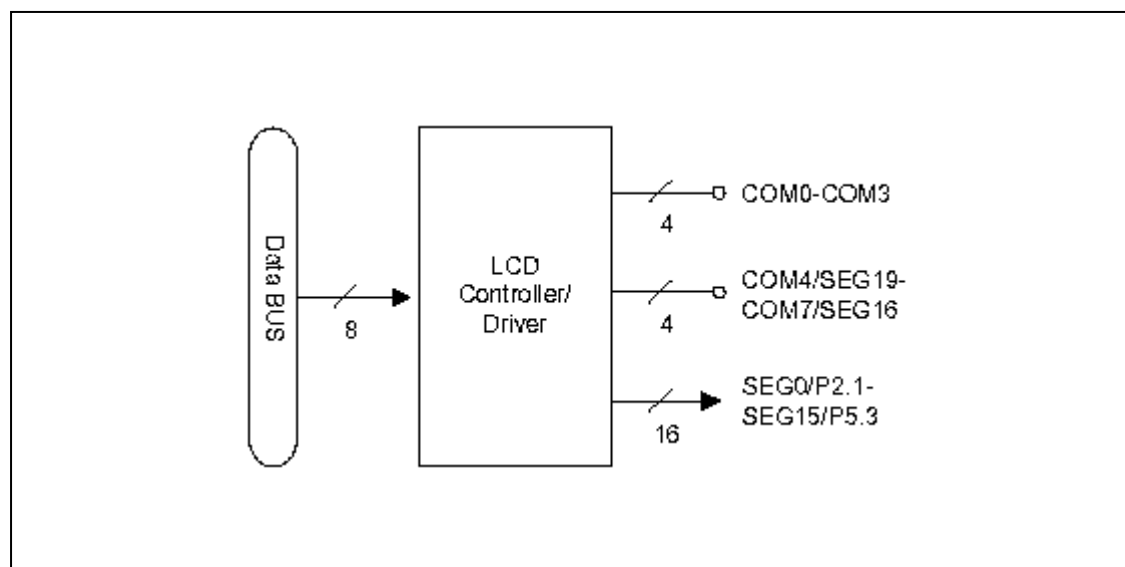 Data BUS
8
LCD
Controller/
Driver
4
COM0-COM3
4
COM4/SEG19-
COM7/SEG16
16
SEG0/P2.1-
SEG15/P5.3